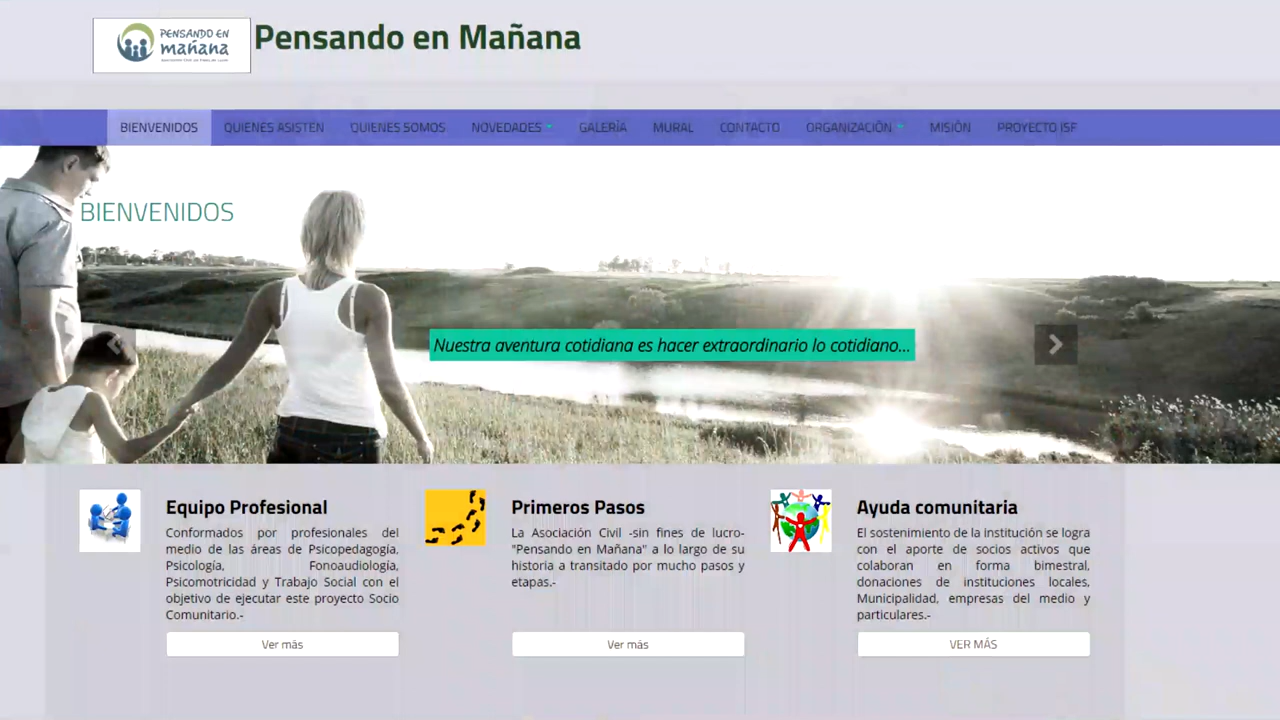 PENSANDO EN
mañana
Pensando en Mañana
BIENVENIDOS QUIENES ASISTEN QUIENES SOMOS NOVEDADES GALERÍA MURAL CONTACTO ORGANIZACIÓN MISIÓN PROYECTO ISF
BIENVENIDOS
Nuestra aventura cotidiana es hacer extraordinario lo cotidiano...
Equipo Profesional
Conformados por profesionales del
medio de las áreas de Psicopedagogía,
Psicología, Fonoaudiología,
Psicomotricidad y Trabajo Social con el
objetivo de ejecutar este proyecto Socio
Comunitario.-
Ver más
Primeros Pasos
La Asociación Civil -sin fines de lucro-
"Pensando en Mañana" a lo largo de su
historia a transitado por mucho pasos y
etapas.-
Ver más
Ayuda comunitaria
El sostenimiento de la institución se logra
con el aporte de socios activos que
colaboran en forma bimestral,
donaciones de instituciones locales,
Municipalidad, empresas del medio y
particulares.-
VER MÁS